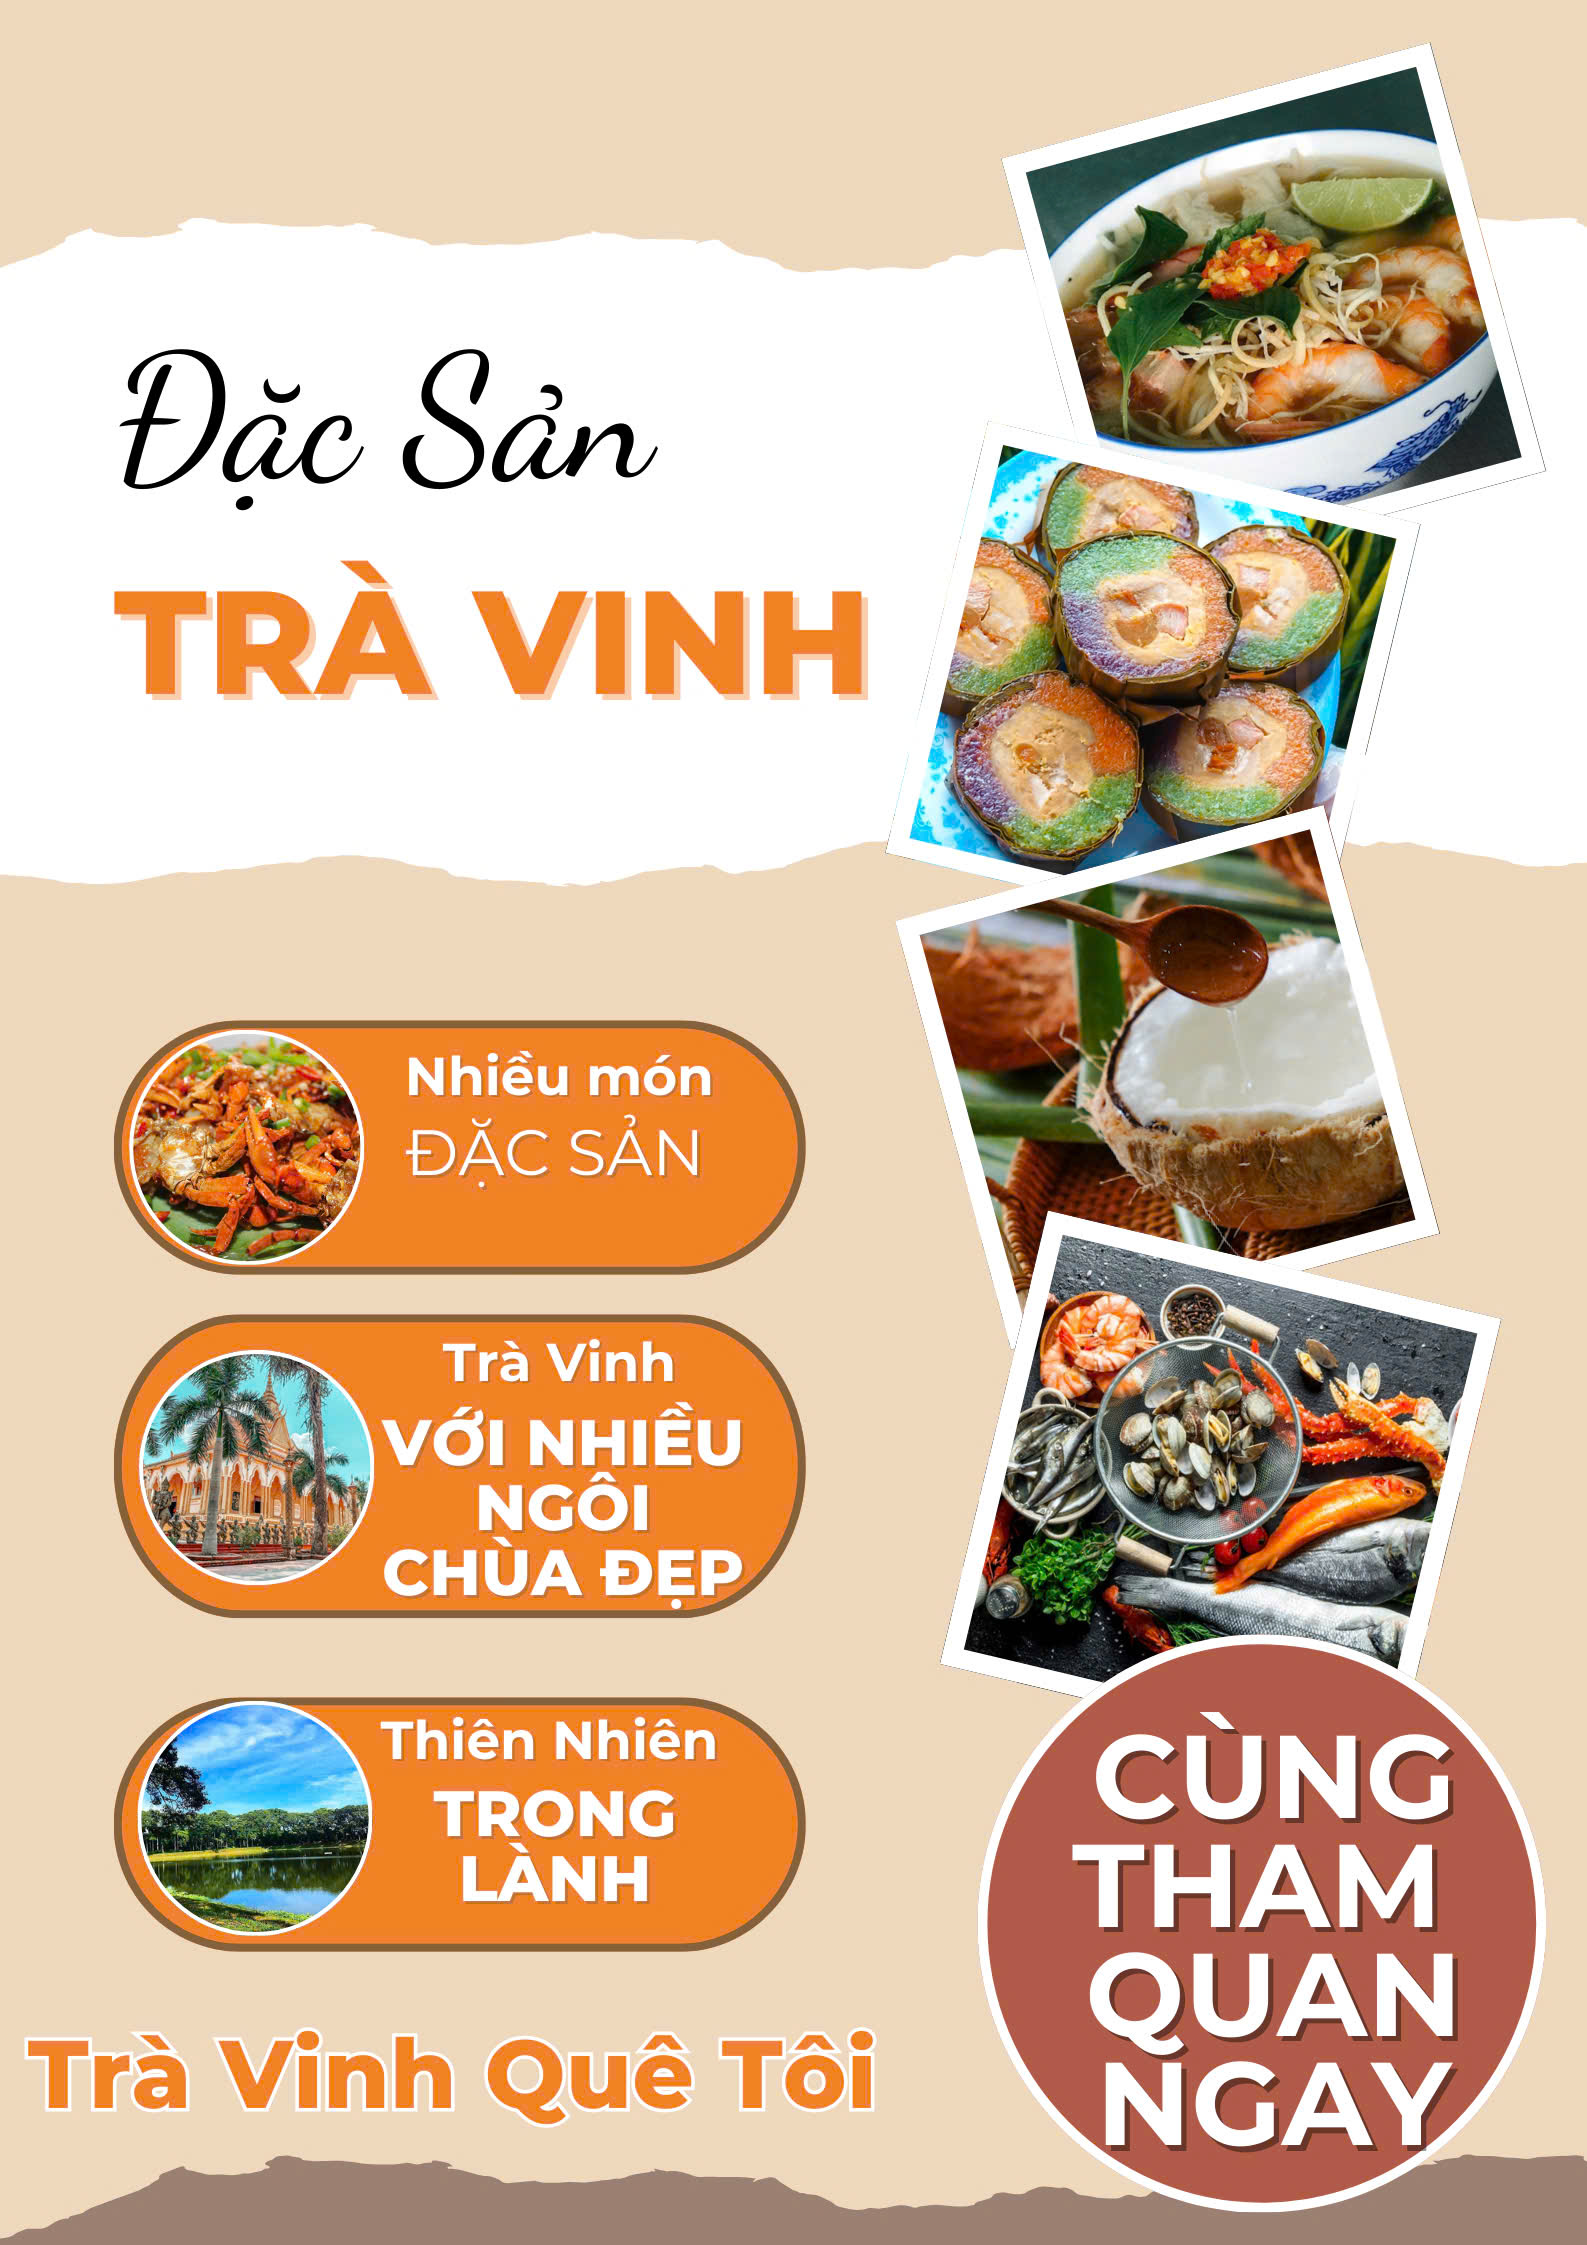 Đặc Sản
TRÀ VINH
Nhiều món
ĐẶC SẢN
Trà Vinh
VỚI NHIỀU
NGÔI
CHÙA ĐẸP
Thiên Nhiên
TRONG
LÀNH
Trà Vinh Quê Tôi
CÙNG
THAM
QUAN
NGAY